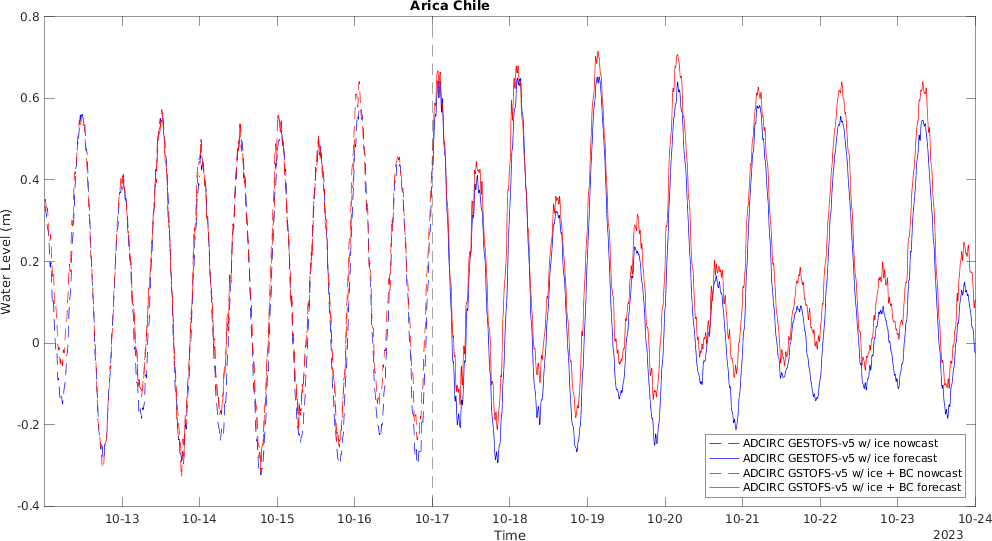 Arica Chile
0.8
0.6
0.4
0.2
0
-0.2
-0.4
Water Level (m)
ADCIRC GESTOFS-v5 w/ ice nowcast
ADCIRC GESTOFS-v5 w/ ice forecast
ADCIRC GSTOFS-v5 w/ ice + BC nowcast
ADCIRC GSTOFS-v5 w/ ice + BC forecast
10-13 10-14 10-15 10-16 10-17 10-18 10-19 10-20 10-21 10-22 10-23 10-24
Time
2023